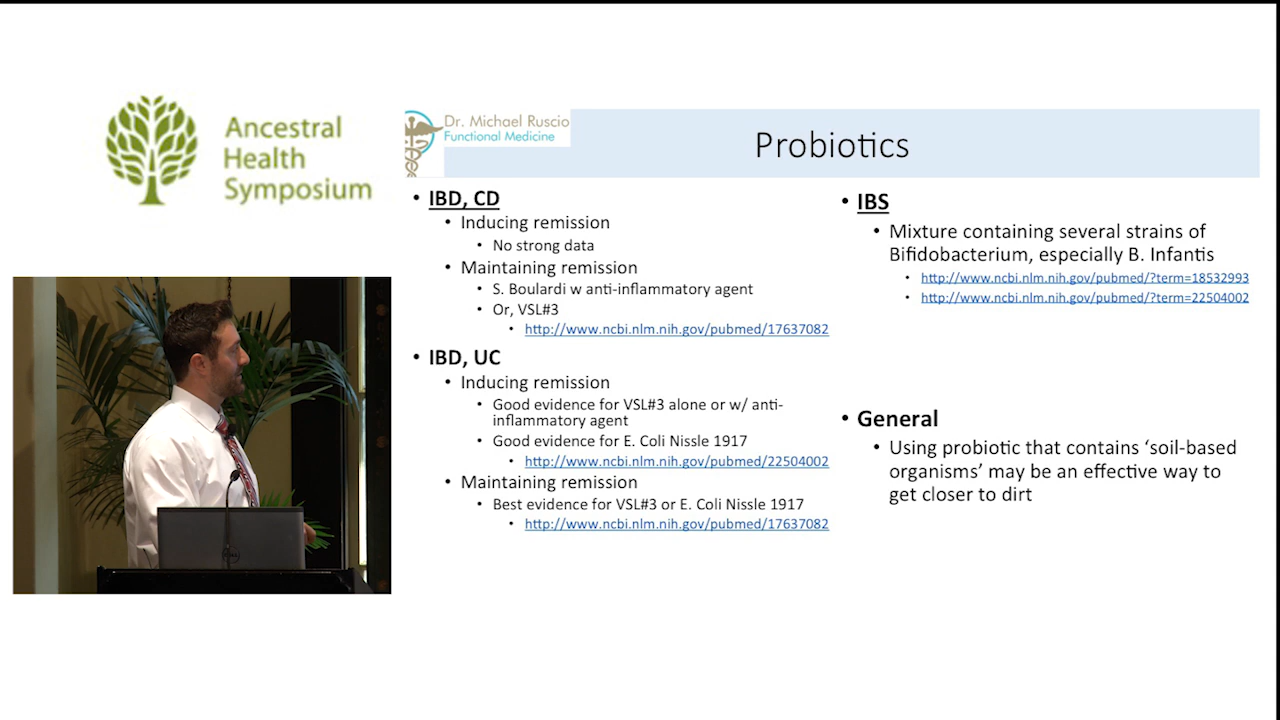 Ancestral
Health
Symposium
Dr. Michael Ruscio
Functional Medicine
Probiotics
• IBD, CD
• Inducing remission
• No strong data
• Maintaining remission
• S. Boulardi w anti-inflammatory agent
• Or, VSL#3
• http://www.ncbi.nlm.nih.gov/pubmed/17637082
• IBD, UC
• Inducing remission
• Good evidence for VSL#3 alone or w/ anti-
inflammatory agent
• Good evidence for E. Coli Nissle 1917
• http://www.ncbi.nlm.nih.gov/pubmed/22504002
• Maintaining remission
• Best evidence for VSL#3 or E. Coli Nissle 1917
• http://www.ncbi.nlm.nih.gov/pubmed/17637082
• IBS
• Mixture containing several strains of
Bifidobacterium, especially B. Infantis
• http://www.ncbi.nlm.nih.gov/pubmed/?term=18532993
• http://www.ncbi.nlm.nih.gov/pubmed/?term=22504002
• General
• Using probiotic that contains ‘soil-based
organisms’ may be an effective way to
get closer to dirt